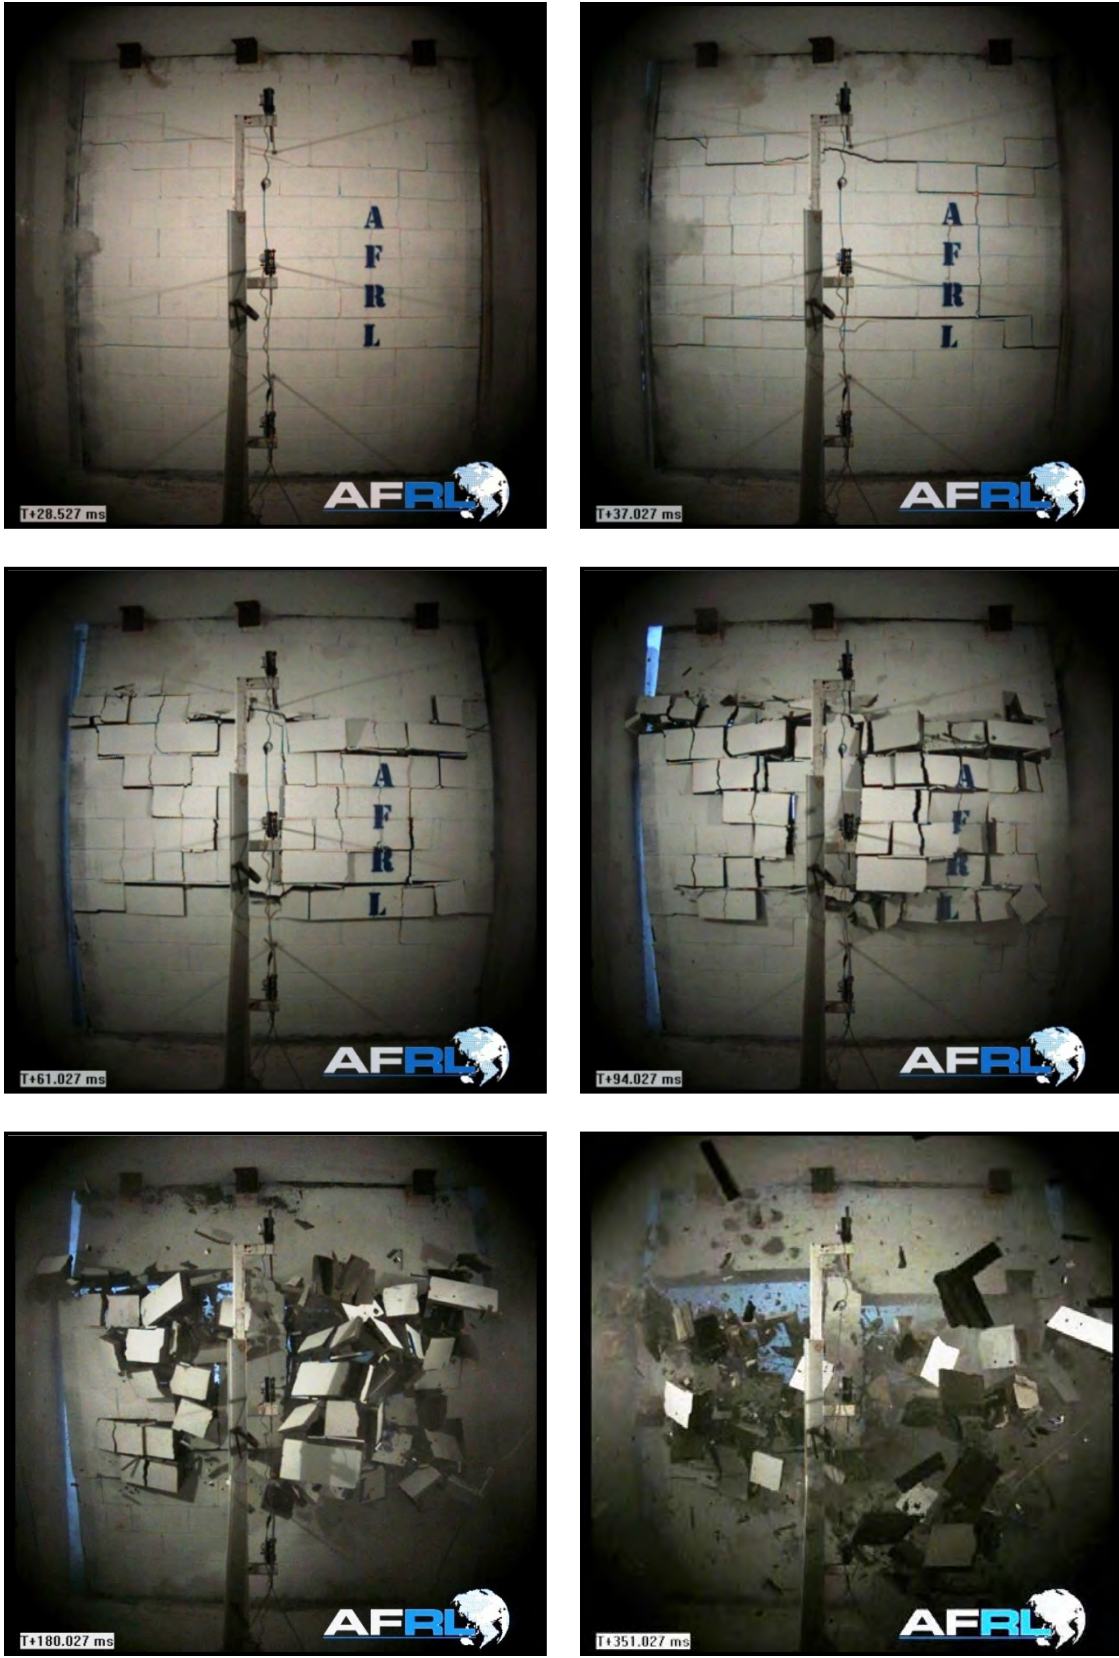 A
F
R
L
AFRL
T+28.527 ms
A
F
R
L
AFRL
T+37.027 ms
A
F
R
L
AFRL
T+61.027 ms
A
F
R
L
AFRL
T+94.027 ms
AFRL
T+180.027 ms
AFRL
T+351.027 ms